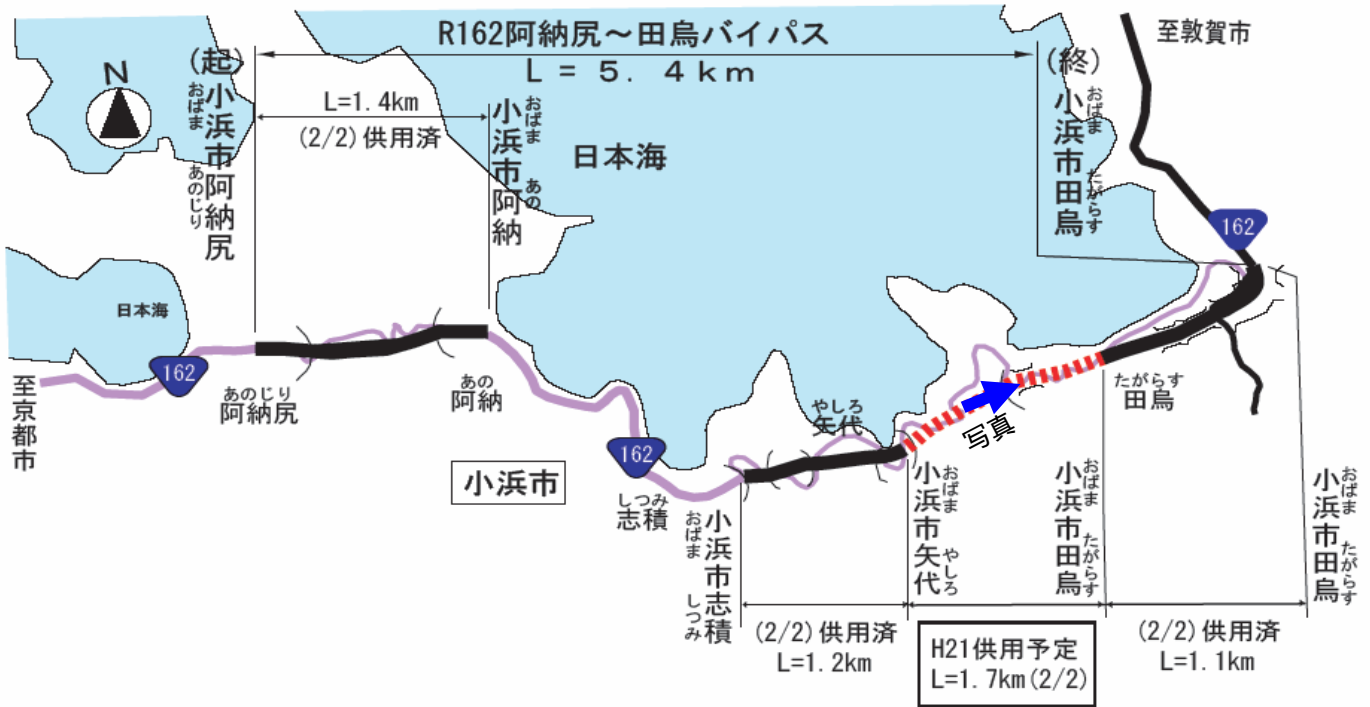 R162阿納尻～田烏バイパス
L = 5. 4km
至敦賀市
N
(起)
小浜市阿納尻
おばま
あのじり
L=1.4km
(2/2)供用済
小浜市阿納
おばま
あの
日本海
(終)
小浜市田烏
おばま
たがらす
162
日本海
162
至京都市
あのじり
阿納尻
あの
阿納
小浜市
162
しつみ
志積
やしろ
矢代
写真
たがらす
田烏
小浜市志積
おばま
しつみ
小浜市矢代
おばま
やしろ
小浜市田烏
おばま
たがらす
小浜市田烏
おばま
たがらす
(2/2)供用済
L=1.2km
H21供用予定
L=1.7km(2/2)
(2/2)供用済
L=1.1km